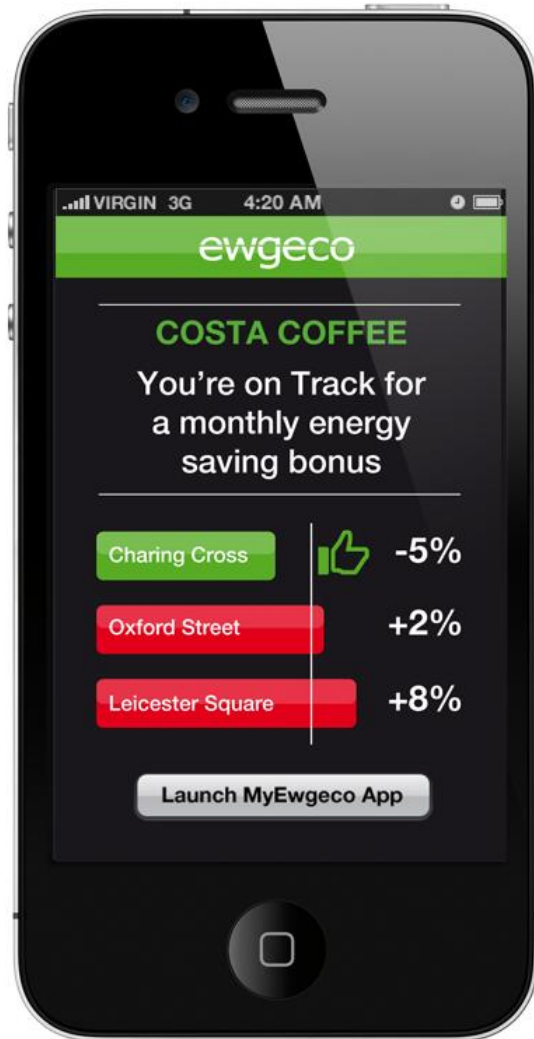 VIRGIN 3G 4:20 AM
ewgeco
COSTA COFFEE
You're on Track for
a monthly energy
saving bonus
Charing Cross -5%
Oxford Street +2%
Leicester Square +8%
Launch MyEwgeco App